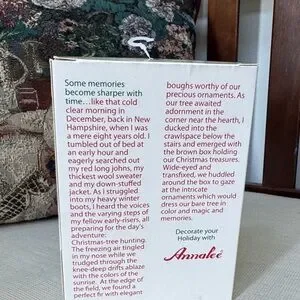 Some memories
become sharper with
time...like that cold
clear morning in
December, back in New
Hampshire, when I was
a mere eight years old. I
tumbled out of bed at
an early hour and
eagerly searched out
my red long johns, my
thickest wool sweater
and my down-stuffed
jacket. As I struggled
into my heavy winter
boots, I heard the voices
and the varying steps of
my fellow early-risers, all
preparing for the day's
adventure:
Christmas-tree hunting.
The freezing air tingled
in my nose while we
trudged through the
knee-deep drifts ablaze
with the colors of the
sunrise. At the edge of
the field, we found a
perfect fir with elegant
boughs worthy of our
precious ornaments. As
our tree awaited
adornment in the
corner near the hearth, I
ducked into the
crawlspace below the
stairs and emerged with
the brown box holding
our Christmas treasures.
Wide-eyed and
transfixed, we huddled
around the box to gaze
at the intricate
ornaments which would
dress our bare tree in
color and magic and
memories.
Decorate your
Holiday with
Annalee